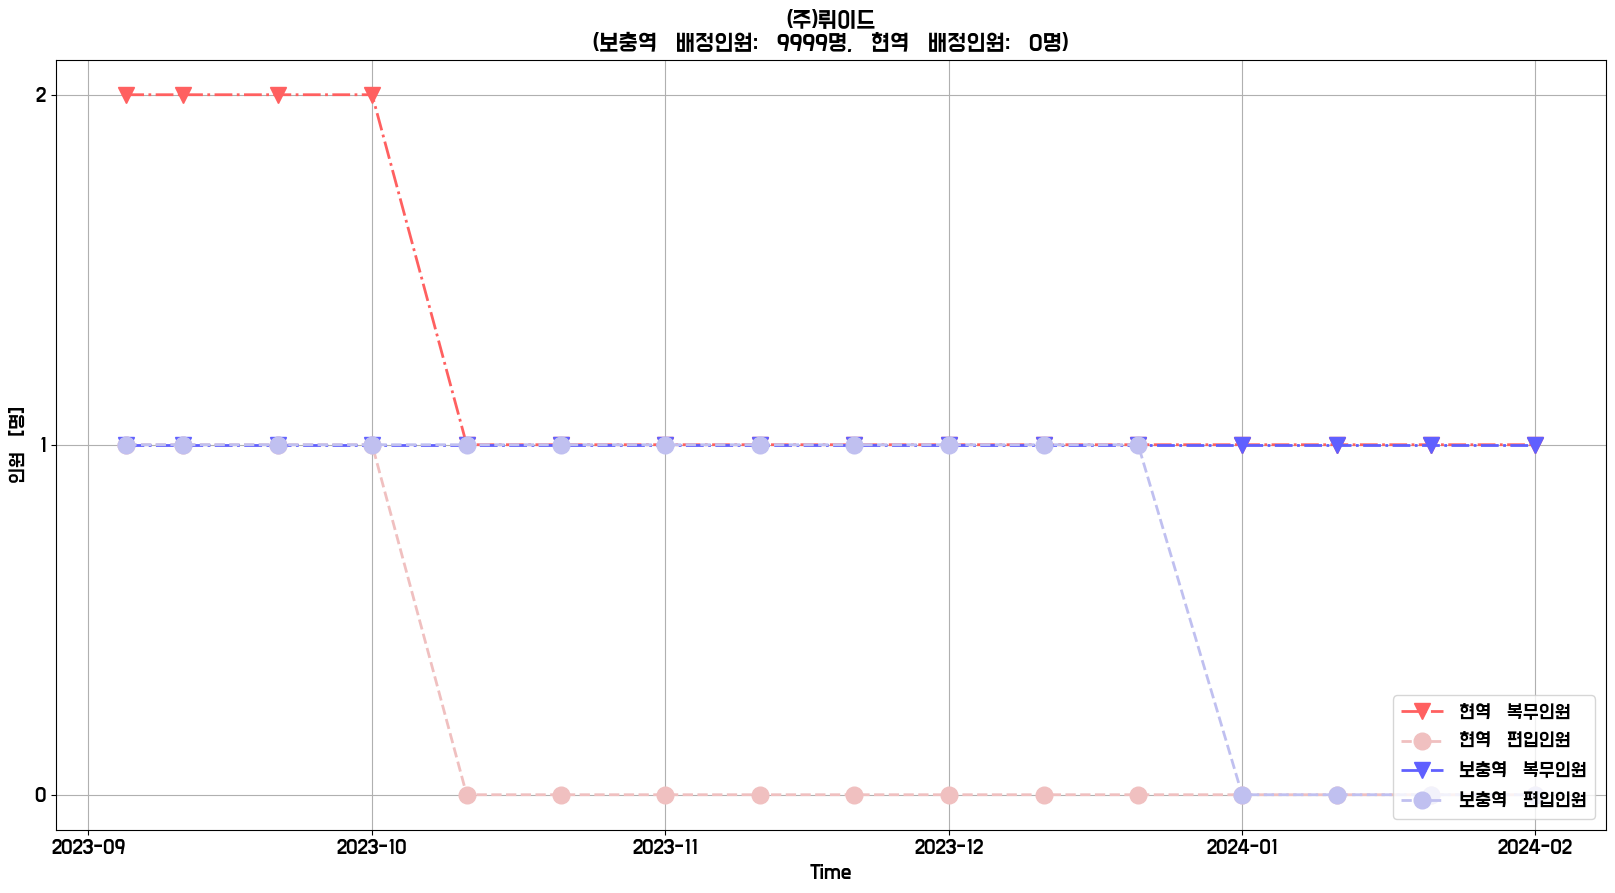 (주)뤼이드
(보충역 배정인원: 9999명, 현역 배정인원: 0명)
인원 [명]
2
1
0
현역 복무인원
현역 편입인원
보충역 복무인원
보충역 편입인원
2023-09 2023-10 2023-11 2023-12 2024-01 2024-02
Time